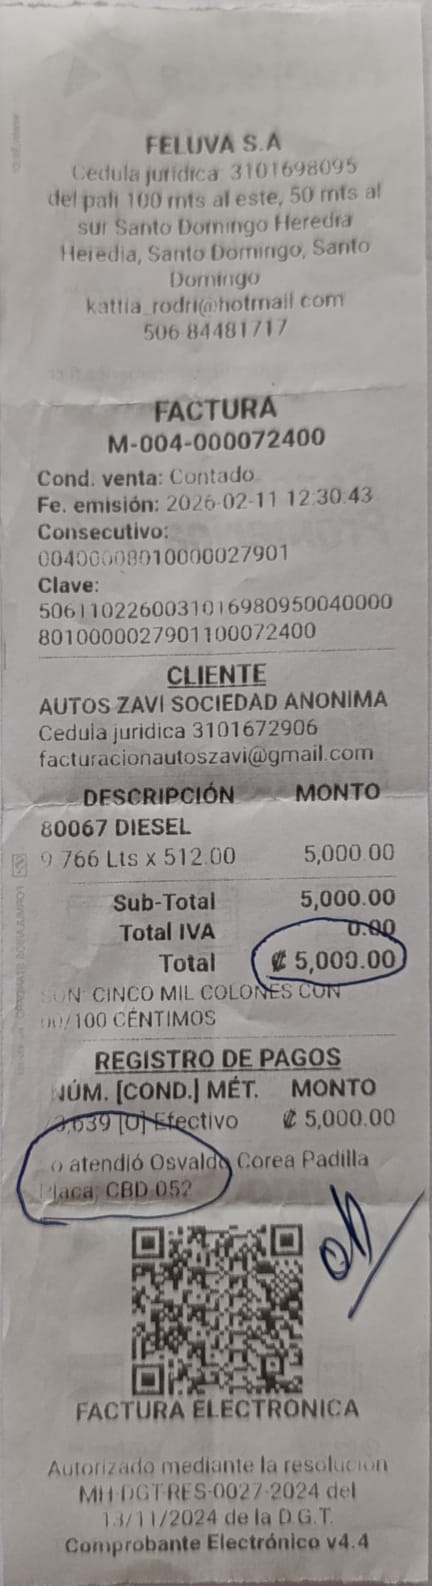 FELUVA S.A
Cedula juridica 3101698095
del pali 100 mts al este, 50 mts al
sur Santo Domingo Heredia
Heredia, Santo Domingo, Santo
Domingo
kattia_rodri@hotmail com
506 84481717
FACTURA
M-004-000072400
Cond. venta: Contado
Fe. emisión: 2026-02-11 12:30:43
Consecutivo:
00400008010000027901
Clave:
5061102260031016980950040000
8010000027901100072400
CLIENTE
AUTOS ZAVI SOCIEDAD ANONIMA
Cedula juridica 3101672906
facturacionautoszavi@gmail.com
DESCRIPCIÓN MONTO
80067 DIESEL
9 766 Lts x 512.00 5,000.00
Sub-Total 5,000.00
Total IVA 0.00
Total ₡ 5,000.00
SON: CINCO MIL COLONES CON
00/100 CÉNTIMOS
REGISTRO DE PAGOS
NÚM. [COND.] MÉT. MONTO
73,639 [0] Efectivo ₡ 5,000.00
o atendió Osvaldo Corea Padilla
Placa: CBD 052
FACTURA ELECTRONICA
Autorizado mediante la resolución
MH-DGT-RES-0027-2024 del
13/11/2024 de la D.G.T.
Comprobante Electrónico v4.4